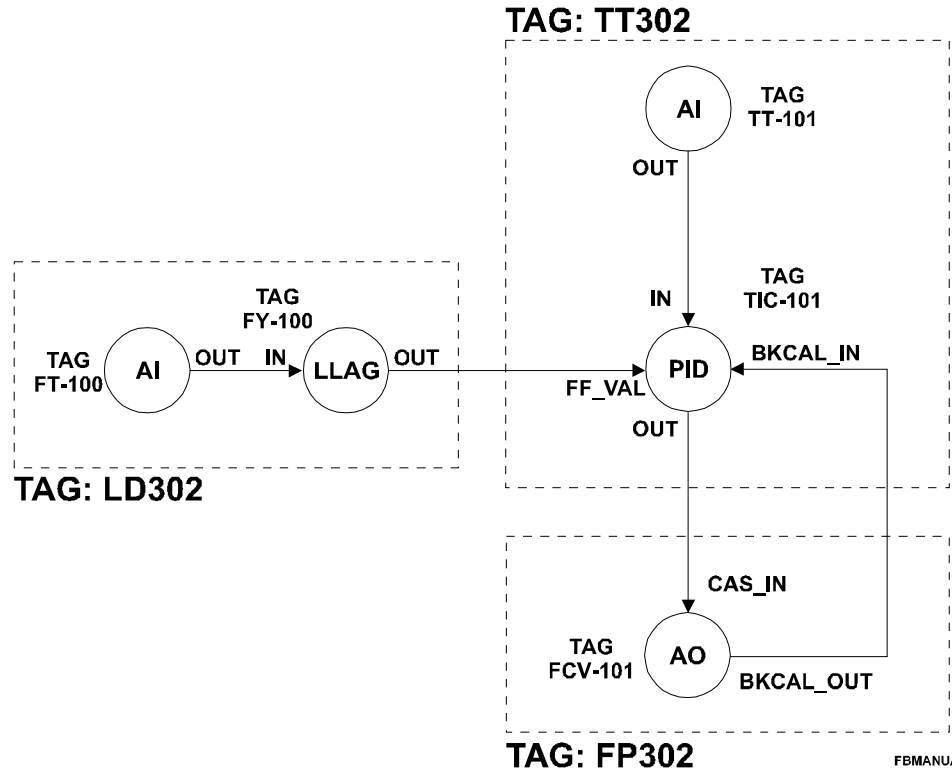 TAG: TT302
AI
TAG
TT-101
OUT
IN
TAG
TIC-101
TAG
FY-100
TAG
FT-100
AI
OUT
IN
LLAG
OUT
FF_VAL
PID
BKCAL_IN
OUT
TAG: LD302
CAS_IN
TAG
FCV-101
AO
BKCAL_OUT
TAG: FP302